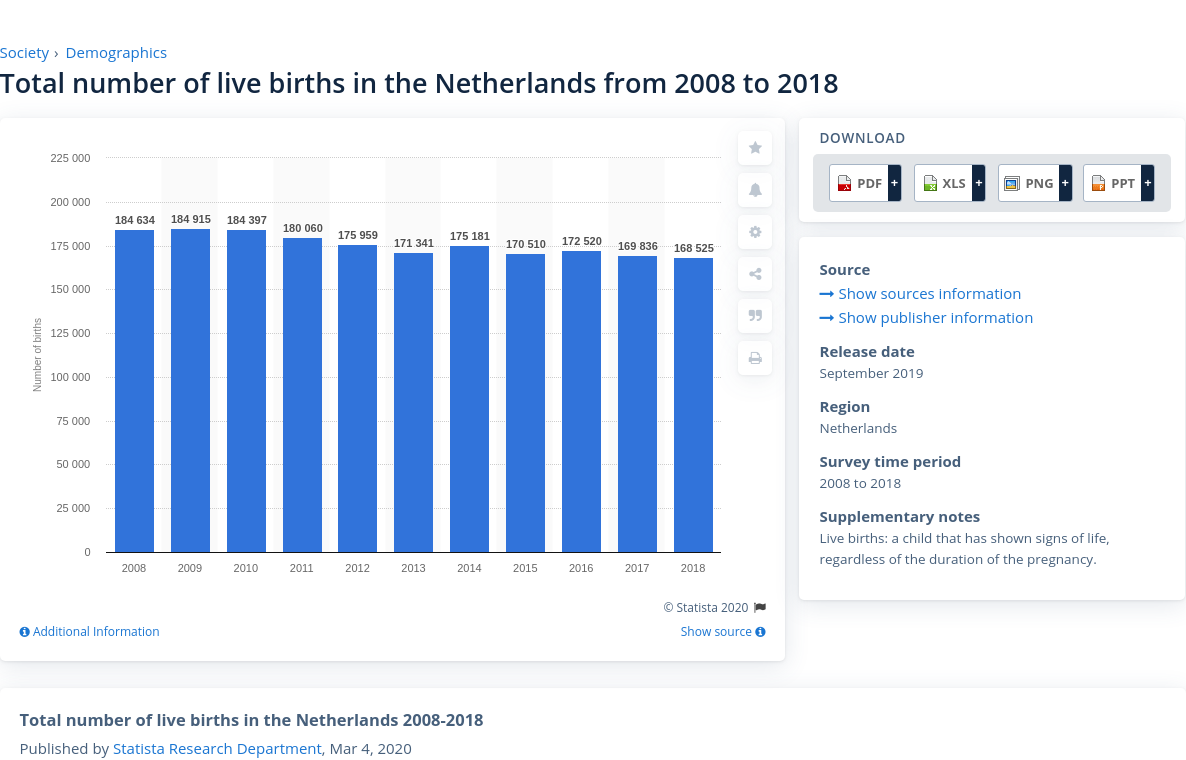 Society › Demographics
Total number of live births in the Netherlands from 2008 to 2018
225 000
200 000
175 000
150 000
125 000
100 000
75 000
50 000
25 000
0
Number of births
184 634
184 915
184 397
180 060
175 959
171 341
175 181
170 510
172 520
169 836
168 525
2008
2009
2010
2011
2012
2013
2014
2015
2016
2017
2018
© Statista 2020
Additional Information
Show source
DOWNLOAD
PDF +
XLS +
PNG +
PPT +
Source
Show sources information
Show publisher information
Release date
September 2019
Region
Netherlands
Survey time period
2008 to 2018
Supplementary notes
Live births: a child that has shown signs of life,
regardless of the duration of the pregnancy.
Total number of live births in the Netherlands 2008-2018
Published by Statista Research Department, Mar 4, 2020